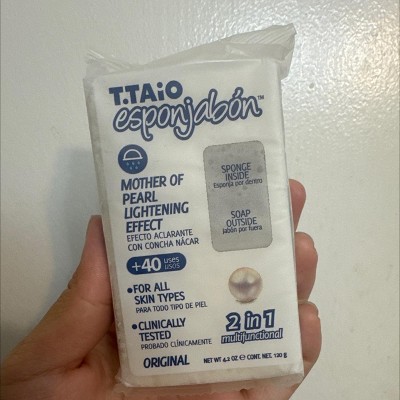 T.TAiO
esponjabón™
MOTHER OF
PEARL
LIGHTENING
EFFECT
EFECTO ACLARANTE
CON CONCHA NÁCAR
+40 uses
usos
•FOR ALL
SKIN TYPES
PARA TODO TIPO DE PIEL
•CLINICALLY
TESTED
PROBADO CLÍNICAMENTE
ORIGINAL
SPONGE
INSIDE
Esponja por dentro
SOAP
OUTSIDE
Jabón por fuera
2 in 1
multifunctional
NET WT 4.2 OZ e CONT. NET. 120 g